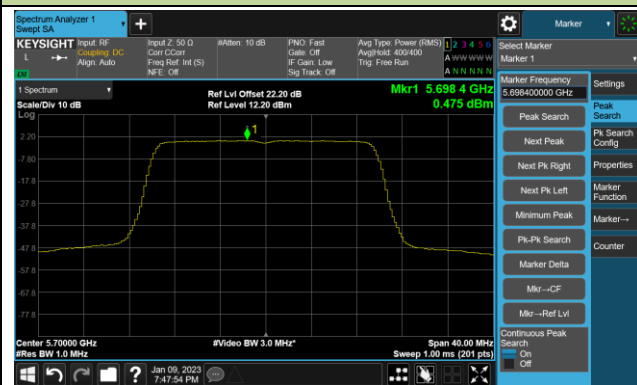 Spectrum Analyzer 1
Swept SA
+
Marker
KEYSIGHT
Input: RF
Coupling: DC
Align: Auto
Input Z: 50 Ω
Corr CCorr
Freq Ref: Int (S)
NFE: Off
#Atten: 10 dB
PNO: Fast
Gate: Off
IF Gain: Low
Sig Track: Off
Avg Type: Power (RMS)
Avg|Hold: 400/400
Trig: Free Run
1 2 3 4 5 6
A W W W W W
A N N N N N
L
Select Marker
Marker 1
1 Spectrum
Scale/Div 10 dB
Log
Ref Lvl Offset 22.20 dB
Ref Level 12.20 dBm
Mkr1 5.698 4 GHz
0.475 dBm
1
2.20
-7.80
-17.8
-27.8
-37.8
-47.8
-57.8
-67.8
-77.8
Center 5.70000 GHz
#Res BW 1.0 MHz
#Video BW 3.0 MHz*
Span 40.00 MHz
Sweep 1.00 ms (201 pts)
Marker Frequency
5.698400000 GHz
Peak Search
Next Peak
Next Pk Right
Next Pk Left
Minimum Peak
Pk-Pk Search
Marker Delta
Mkr→CF
Mkr→Ref Lvl
Continuous Peak
Search
On
Off
Settings
Peak
Search
Pk Search
Config
Properties
Marker
Function
Marker→
Counter
?
Jan 09, 2023
7:47:54 PM